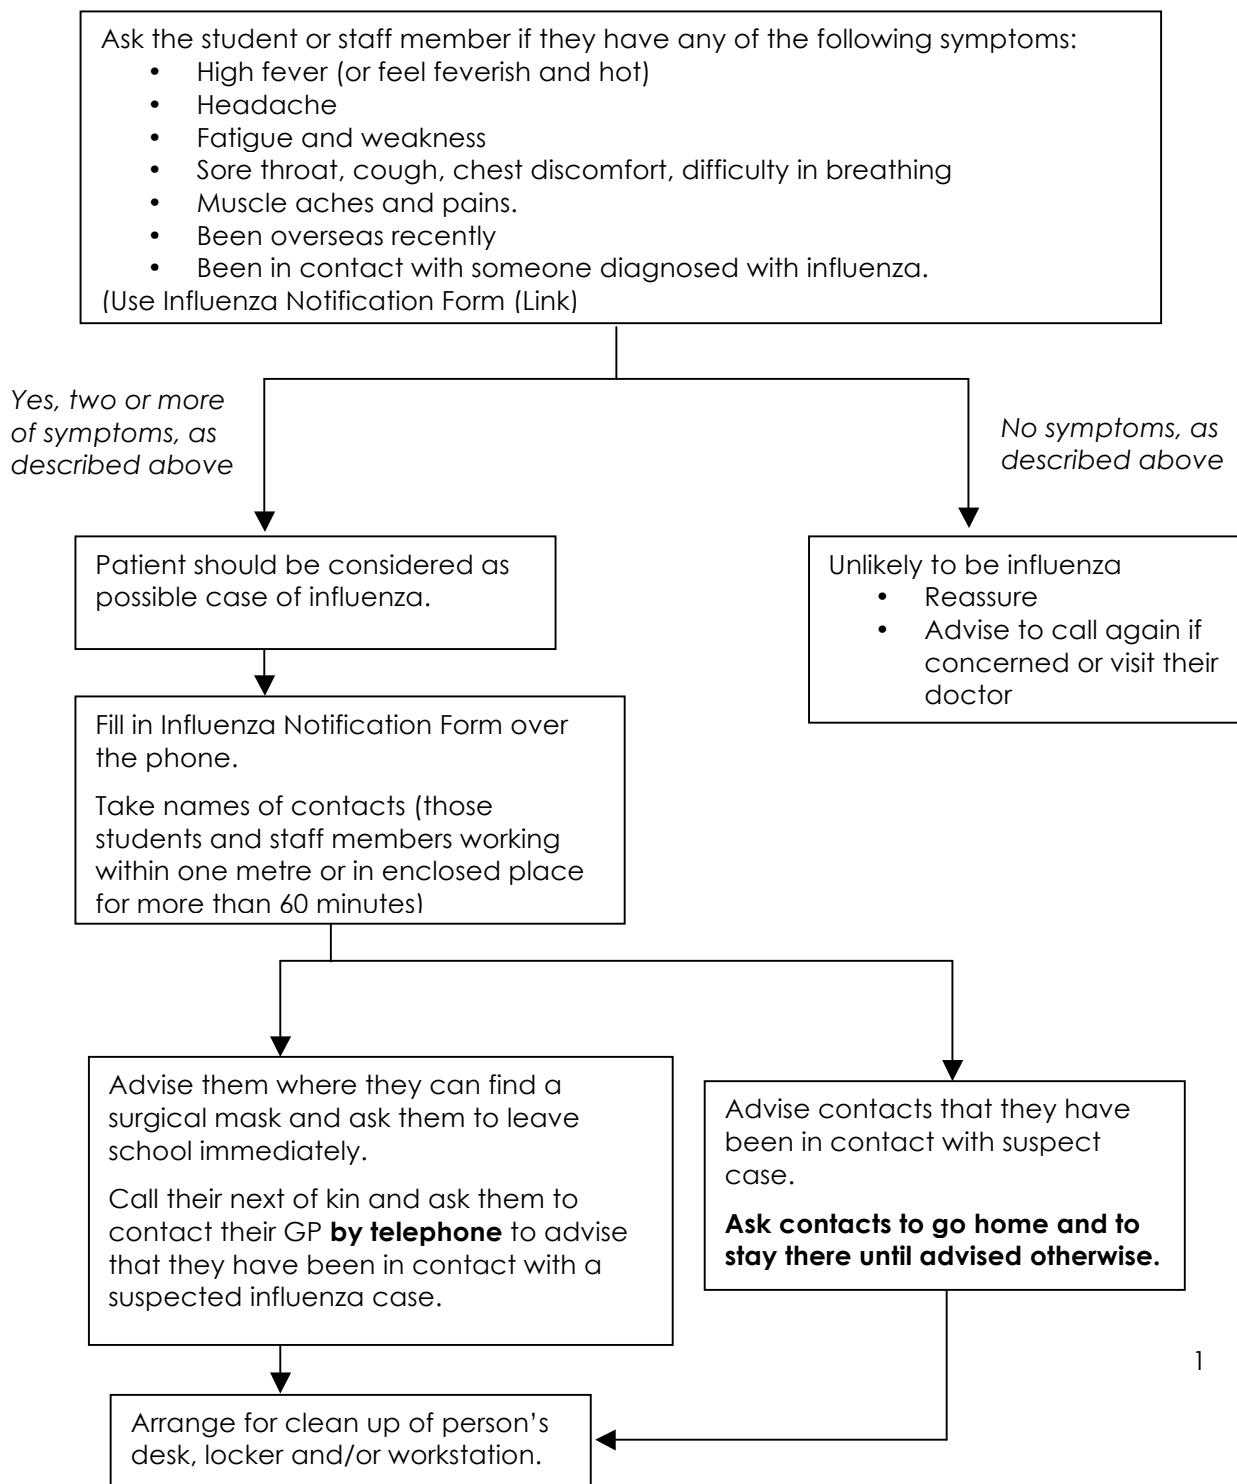 Ask the student or staff member if they have any of the following symptoms:
• High fever (or feel feverish and hot)
• Headache
• Fatigue and weakness
• Sore throat, cough, chest discomfort, difficulty in breathing
• Muscle aches and pains.
• Been overseas recently
• Been in contact with someone diagnosed with influenza.
(Use Influenza Notification Form (Link)
Yes, two or more
of symptoms, as
described above
No symptoms, as
described above
Patient should be considered as
possible case of influenza.
Unlikely to be influenza
• Reassure
• Advise to call again if
concerned or visit their
doctor
Fill in Influenza Notification Form over
the phone.
Take names of contacts (those
students and staff members working
within one metre or in enclosed place
for more than 60 minutes)
Advise them where they can find a
surgical mask and ask them to leave
school immediately.
Call their next of kin and ask them to
contact their GP by telephone to advise
that they have been in contact with a
suspected influenza case.
Advise contacts that they have
been in contact with suspect
case.
Ask contacts to go home and to
stay there until advised otherwise.
1
Arrange for clean up of person’s
desk, locker and/or workstation.